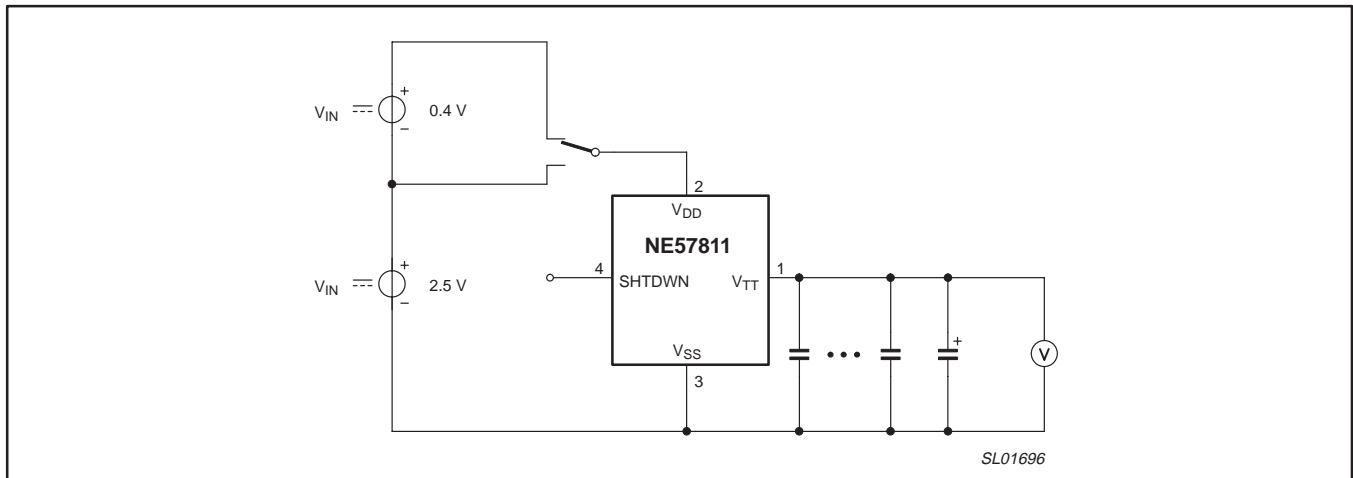 +
V_IN 0.4 V
−
2
V_DD
NE57811
+
V_IN 2.5 V
−
4 SHTDWN V_TT 1
+
V
V_SS
3
SL01696